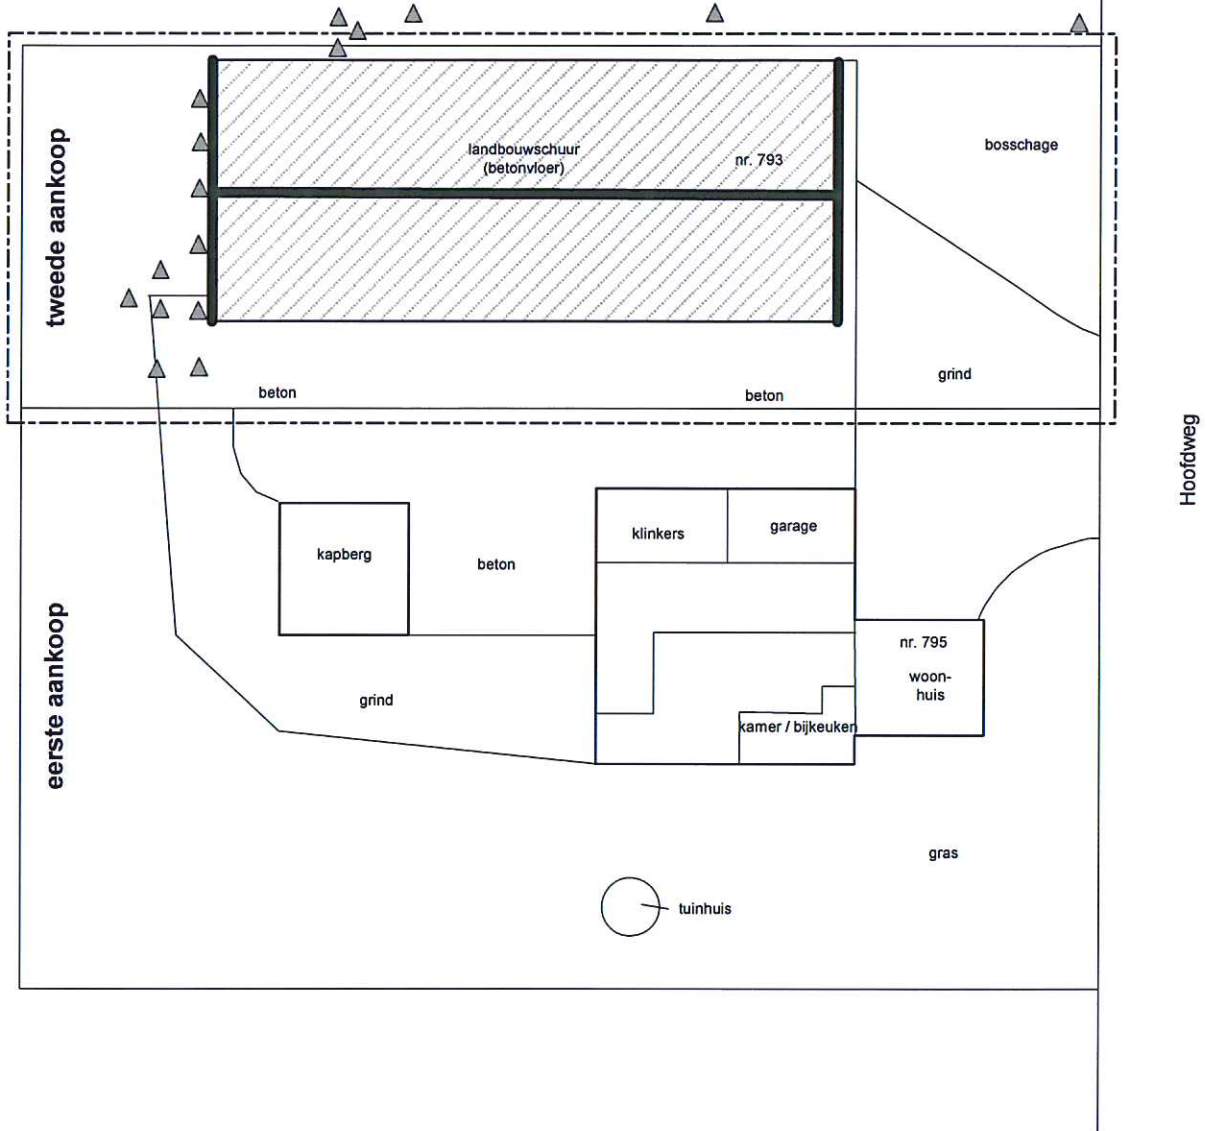 tweede aankoop
landbouwschuur
(betonvloer)
nr. 793
bosschage
grind
beton
beton
Hoofdweg
eerste aankoop
kapberg
beton
klinkers
garage
nr. 795
woon-
huis
grind
kamer / bijkeuken
gras
tuinhuis